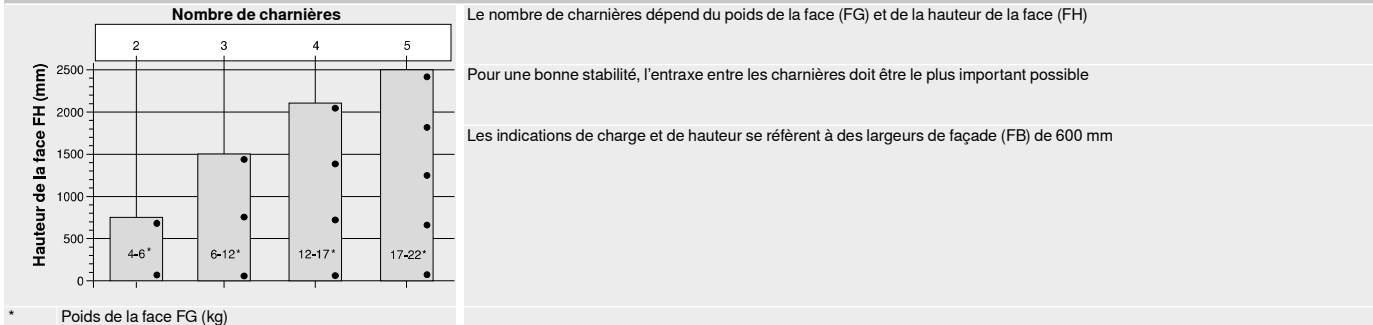 Nombre de charnières
2 3 4 5
Hauteur de la face FH (mm)
2500
2000
1500
1000
500
0
4-6* 6-12* 12-17* 17-22*
* Poids de la face FG (kg)
Le nombre de charnières dépend du poids de la face (FG) et de la hauteur de la face (FH)
Pour une bonne stabilité, l'entraxe entre les charnières doit être le plus important possible
Les indications de charge et de hauteur se réfèrent à des largeurs de façade (FB) de 600 mm